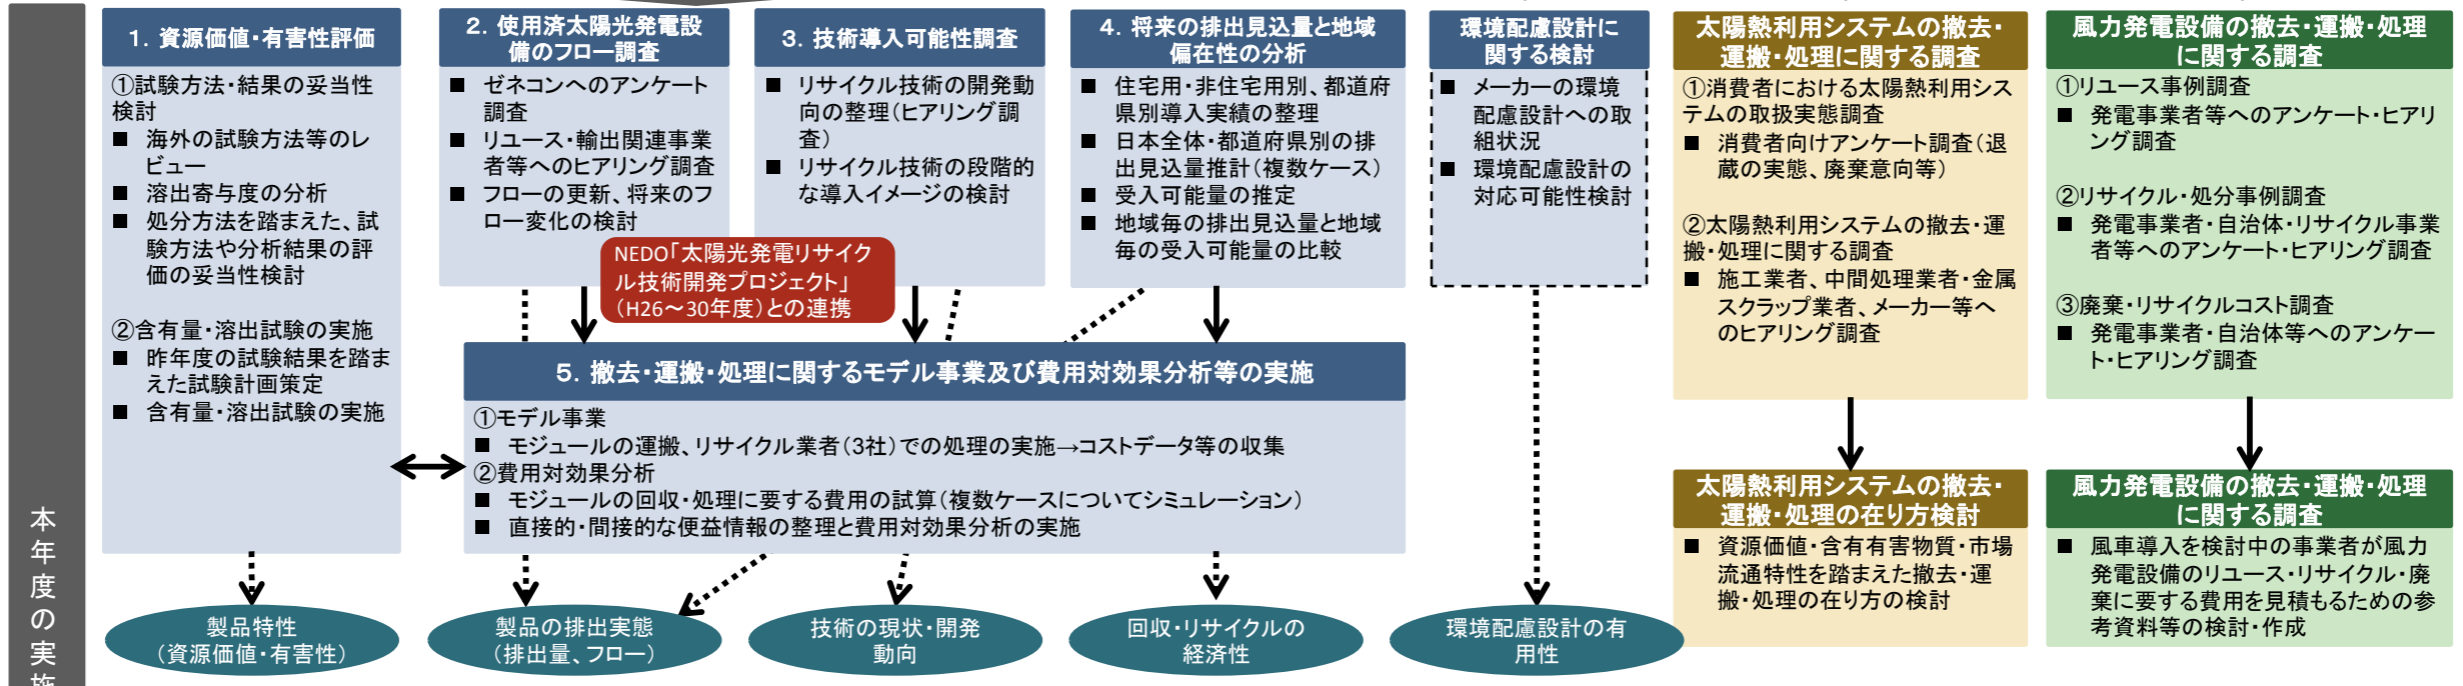 本年度の実施
1．資源価値・有害性評価
①試験方法・結果の妥当性
検討
■ 海外の試験方法等のレ
ビュー
■ 溶出寄与度の分析
■ 処分方法を踏まえた、試
験方法や分析結果の評
価の妥当性検討
②含有量・溶出試験の実施
■ 昨年度の試験結果を踏ま
えた試験計画策定
■ 含有量・溶出試験の実施
2．使用済太陽光発電設
備のフロー調査
■ ゼネコンへのアンケート
調査
■ リユース・輸出関連事業
者等へのヒアリング調査
■ フローの更新、将来のフ
ロー変化の検討
3．技術導入可能性調査
■ リサイクル技術の開発動
向の整理（ヒアリング調
査）
■ リサイクル技術の段階的
な導入イメージの検討
NEDO「太陽光発電リサイク
ル技術開発プロジェクト」
（H26～30年度）との連携
4．将来の排出見込量と地域
偏在性の分析
■ 住宅用・非住宅用別、都道府
県別導入実績の整理
■ 日本全体・都道府県別の排
出見込量推計（複数ケース）
■ 受入可能量の推定
■ 地域毎の排出見込量と地域
毎の受入可能量の比較
環境配慮設計に
関する検討
■ メーカーの環境
配慮設計への取
組状況
■ 環境配慮設計の
対応可能性検討
5．撤去・運搬・処理に関するモデル事業及び費用対効果分析等の実施
①モデル事業
■ モジュールの運搬、リサイクル業者（3社）での処理の実施→コストデータ等の収集
②費用対効果分析
■ モジュールの回収・処理に要する費用の試算（複数ケースについてシミュレーション）
■ 直接的・間接的な便益情報の整理と費用対効果分析の実施
製品特性
（資源価値・有害性）
製品の排出実態
（排出量、フロー）
技術の現状・開発
動向
回収・リサイクルの
経済性
環境配慮設計の有
用性
太陽熱利用システムの撤去・
運搬・処理に関する調査
①消費者における太陽熱利用シス
テムの取扱実態調査
■ 消費者向けアンケート調査（退
蔵の実態、廃棄意向等）
②太陽熱利用システムの撤去・運
搬・処理に関する調査
■ 施工業者、中間処理業者・金属
スクラップ業者、メーカー等へ
のヒアリング調査
太陽熱利用システムの撤去・
運搬・処理の在り方検討
■ 資源価値・含有有害物質・市場
流通特性を踏まえた撤去・運
搬・処理の在り方の検討
風力発電設備の撤去・運搬・処理
に関する調査
①リユース事例調査
■ 発電事業者等へのアンケート・ヒアリ
ング調査
②リサイクル・処分事例調査
■ 発電事業者・自治体・リサイクル事業
者等へのアンケート・ヒアリング調査
③廃棄・リサイクルコスト調査
■ 発電事業者・自治体等へのアンケー
ト・ヒアリング調査
風力発電設備の撤去・運搬・処理
に関する調査
■ 風車導入を検討中の事業者が風力
発電設備のリユース・リサイクル・廃
棄に要する費用を見積もるための参
考資料等の検討・作成